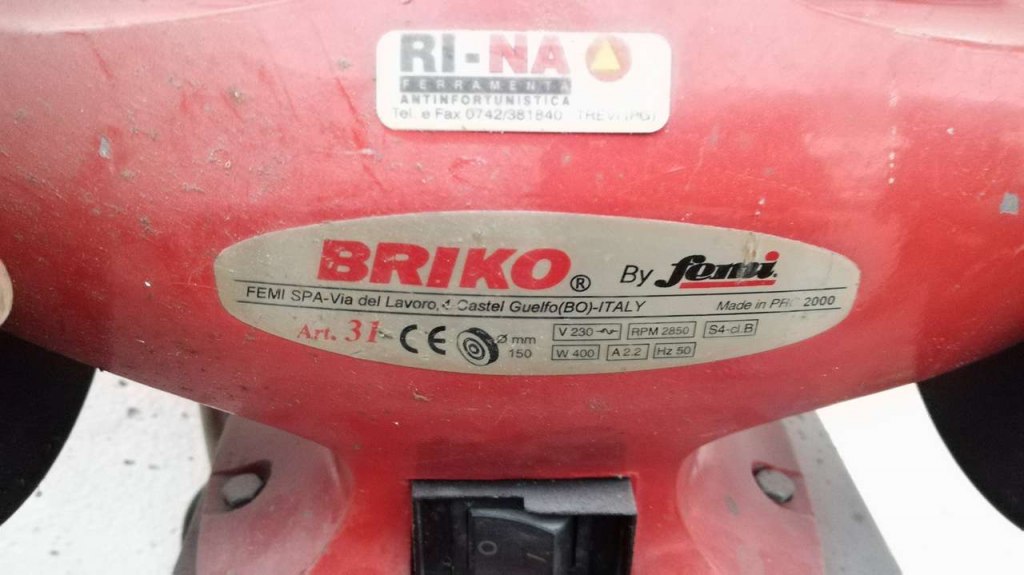 RI-NA
FERRAMENTA
ANTINFORTUNISTICA
Tel. e Fax 0742/381840 TREVI (PG)
BRIKO® By femi
FEMI SPA-Via del Lavoro, Castel Guelfo(BO)-ITALY
Made in PRC 2000
Art. 31 CE Ø mm 150
V 230 RPM 2850 S4-cl.B
W 400 A 2.2 Hz 50
O I